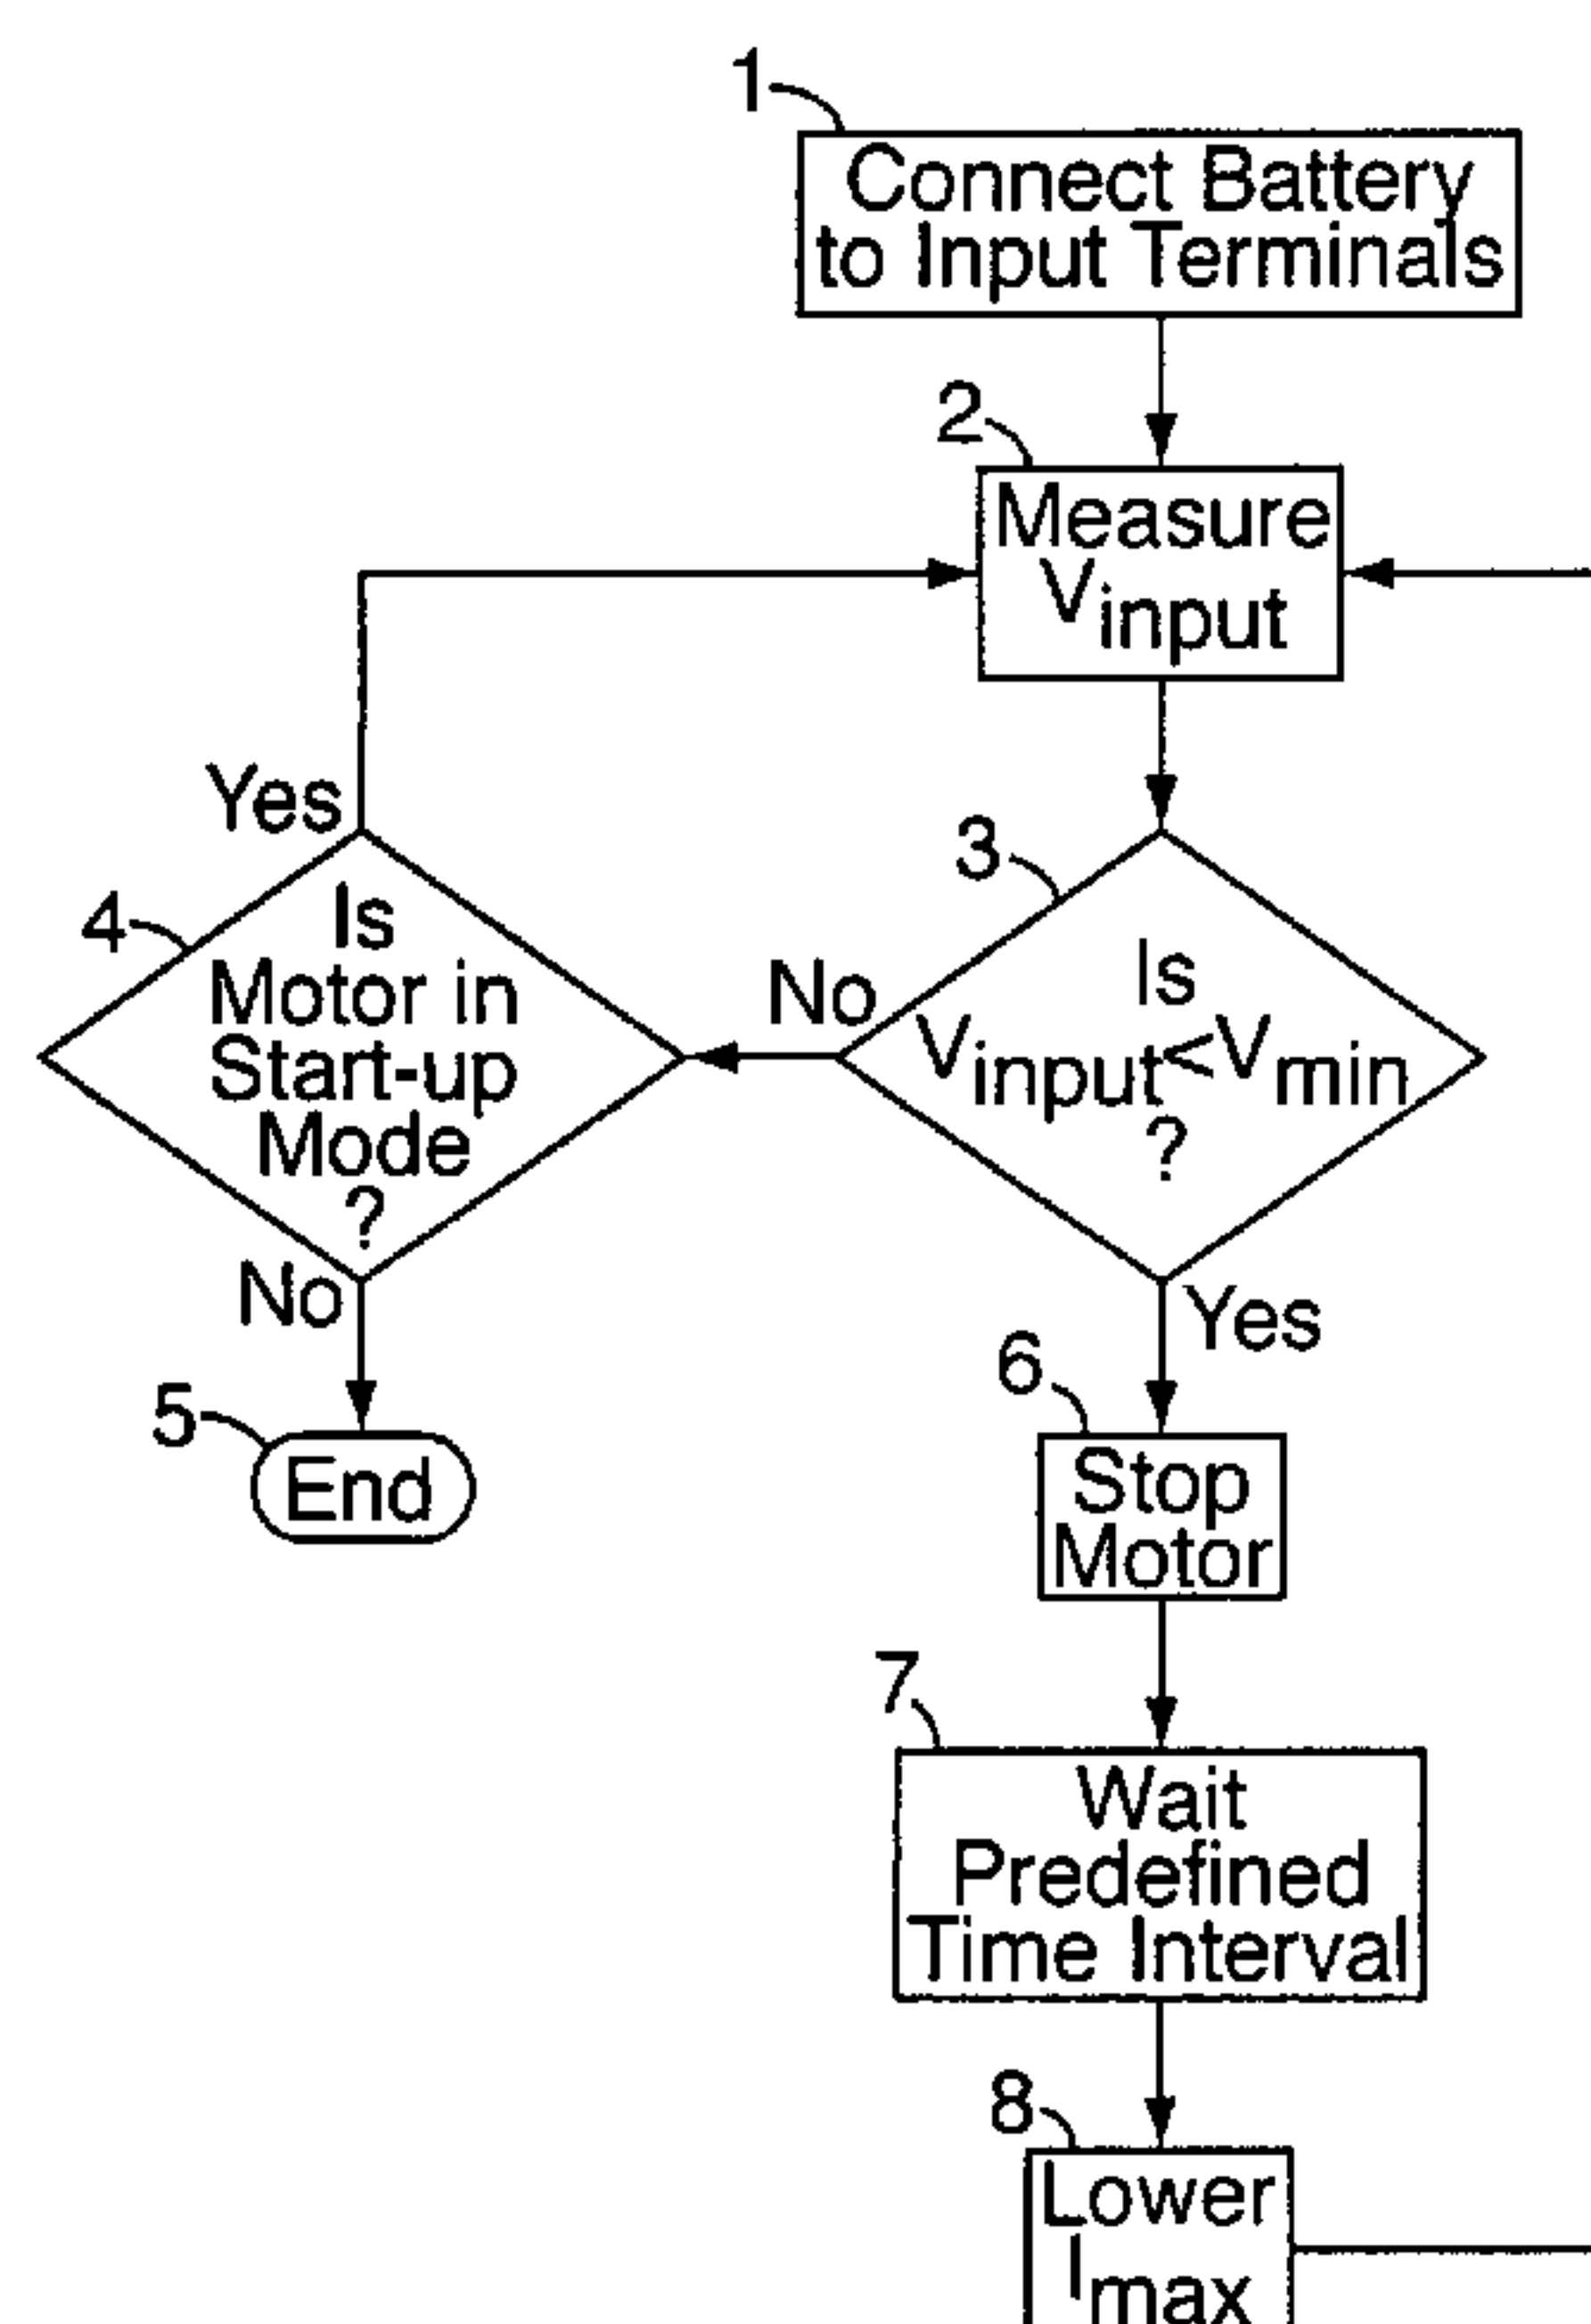 1
Connect Battery
to Input Terminals
2
Measure
Vinput
Yes
3
4
Is
Motor in
Start-up
Mode
?
No
Is
Vinput<Vmin
?
No
Yes
5
End
6
Stop
Motor
7
Wait
Predefined
Time Interval
8
Lower
Imax